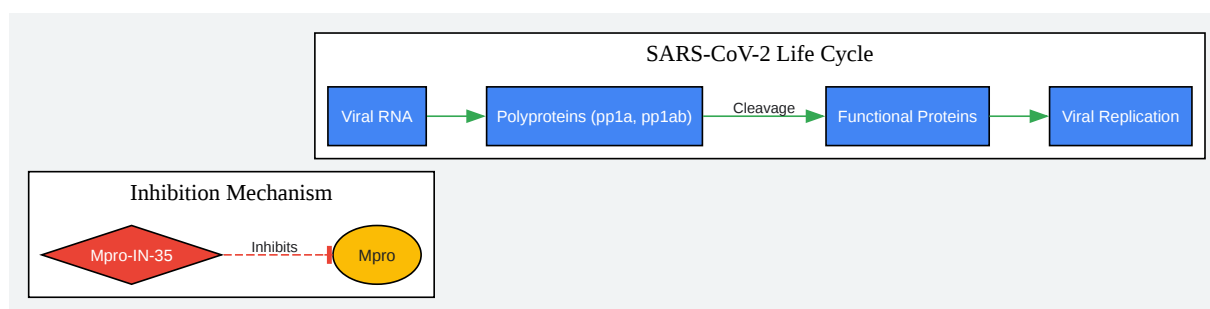 SARS-CoV-2 Life Cycle
Viral RNA
Polyproteins (pp1a, pp1ab)
Cleavage
Functional Proteins
Viral Replication
Inhibition Mechanism
Mpro-IN-35
Inhibits
Mpro